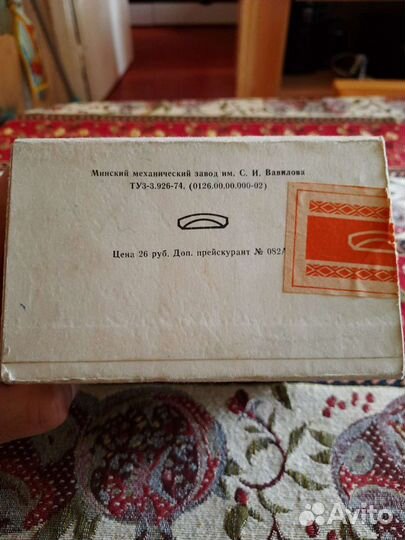 Минский механический завод им. С. И. Вавилова
ТУ3-3.926-74, (0126.00.00.000-02)
Цена 26 руб. Доп. прейскурант № 082А
Avito